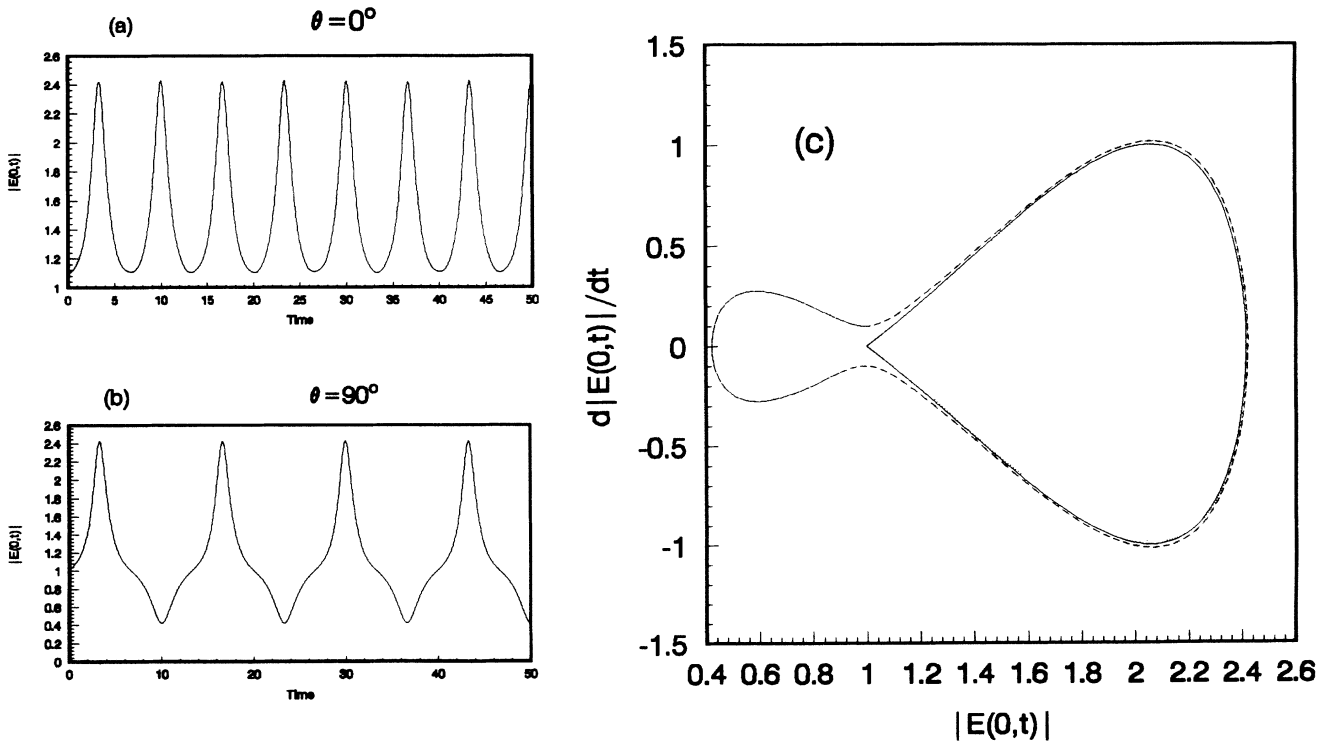 (a)
θ=0°
2.6
2.4
2.2
2
1.8
1.6
1.4
1.2
1
|E(0,t)|
0 5 10 15 20 25 30 35 40 45 50
Time
(b)
θ=90°
2.6
2.4
2.2
2
1.8
1.6
1.4
1.2
1
0.8
0.6
0.4
0.2
0
|E(0,t)|
0 10 20 30 40 50
Time
(c)
1.5
1
0.5
0
-0.5
-1
-1.5
d|E(0,t)|/dt
0.4 0.6 0.8 1 1.2 1.4 1.6 1.8 2 2.2 2.4 2.6
|E(0,t)|